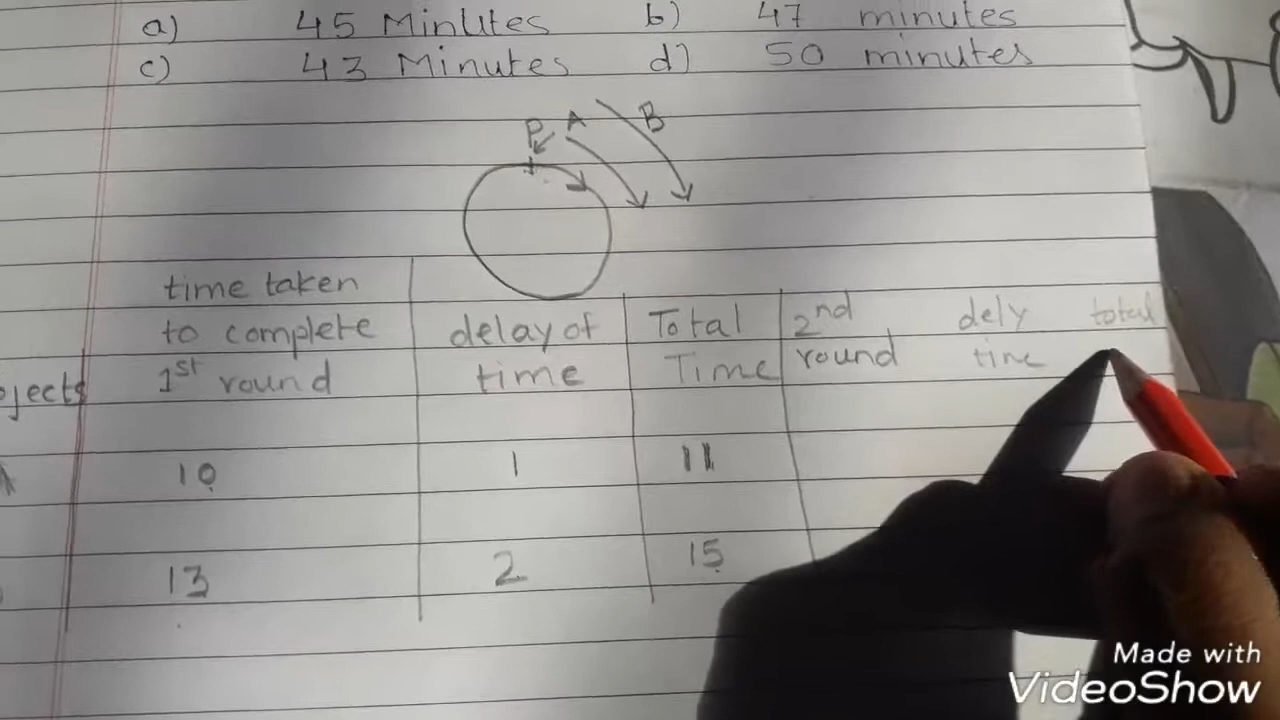 a) 45 Minutes b) 47 minutes
c) 43 Minutes d) 50 minutes
P A B
time taken
to complete delay of Total 2nd dely total
ojects 1st round time Time round time
A 10 1 11
13 2 15
Made with
VideoShow